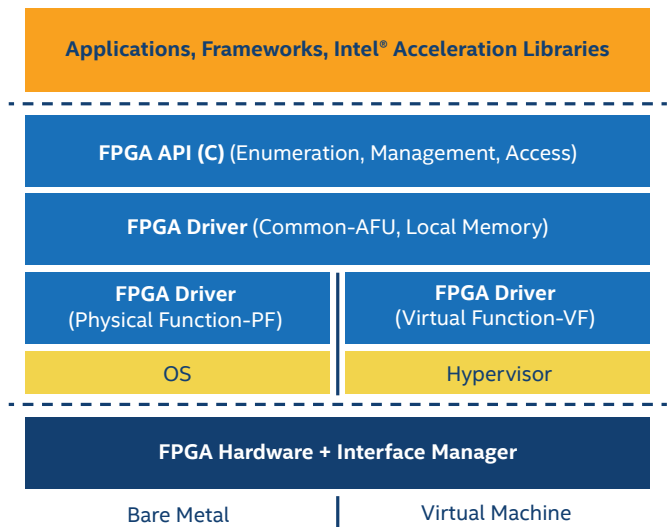 Applications, Frameworks, Intel® Acceleration Libraries
FPGA API (C) (Enumeration, Management, Access)
FPGA Driver (Common-AFU, Local Memory)
FPGA Driver
(Physical Function-PF)
FPGA Driver
(Virtual Function-VF)
OS
Hypervisor
FPGA Hardware + Interface Manager
Bare Metal
Virtual Machine